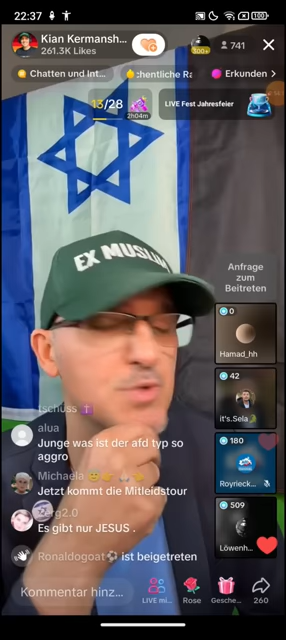 22:37
100
Kian Kermansh...
261.3K Likes
100+
741
Chatten und Int...
chentliche Ra
Erkunden
13/28
2h04m
LIVE Fest Jahresfeier
EX MUSLIM
Anfrage
zum
Beitreten
0
Hamad_hh
42
it's.Sela
180
Royrieck...
509
Löwenh...
tschüss
alua
Junge was ist der afd typ so
aggro
Michaela
Jetzt kommt die Mitleidstour
2.0
Es gibt nur JESUS .
Ronaldogoat⚽ ist beigetreten
Kommentar hinz...
LIVE mi...
Rose
Gesche...
260